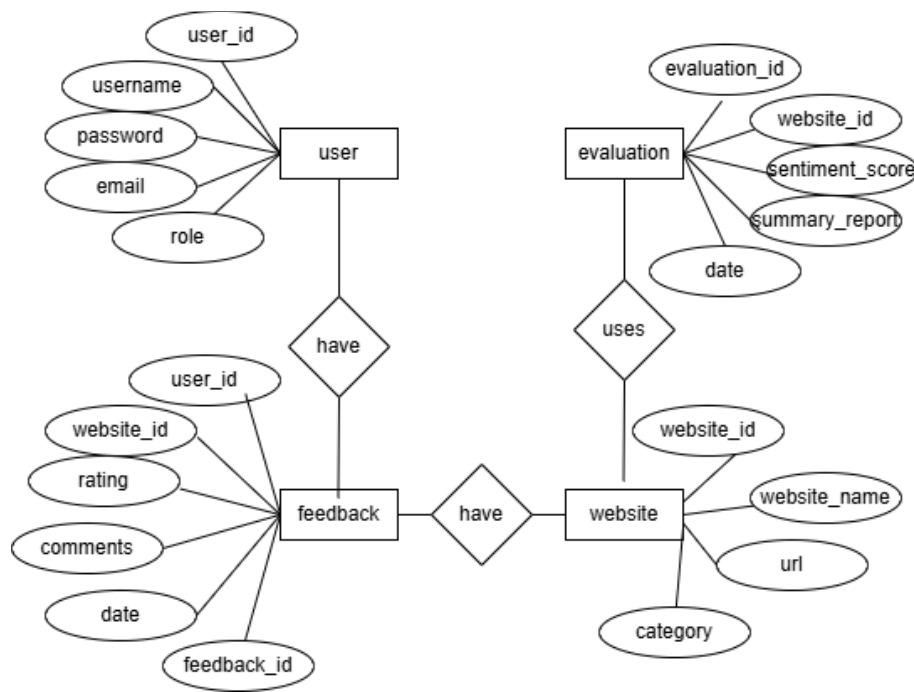 user_id
username
password
email
role
user
evaluation_id
website_id
sentiment_score
summary_report
date
evaluation
have
uses
user_id
website_id
rating
comments
date
feedback_id
feedback
have
website
website_id
website_name
url
category